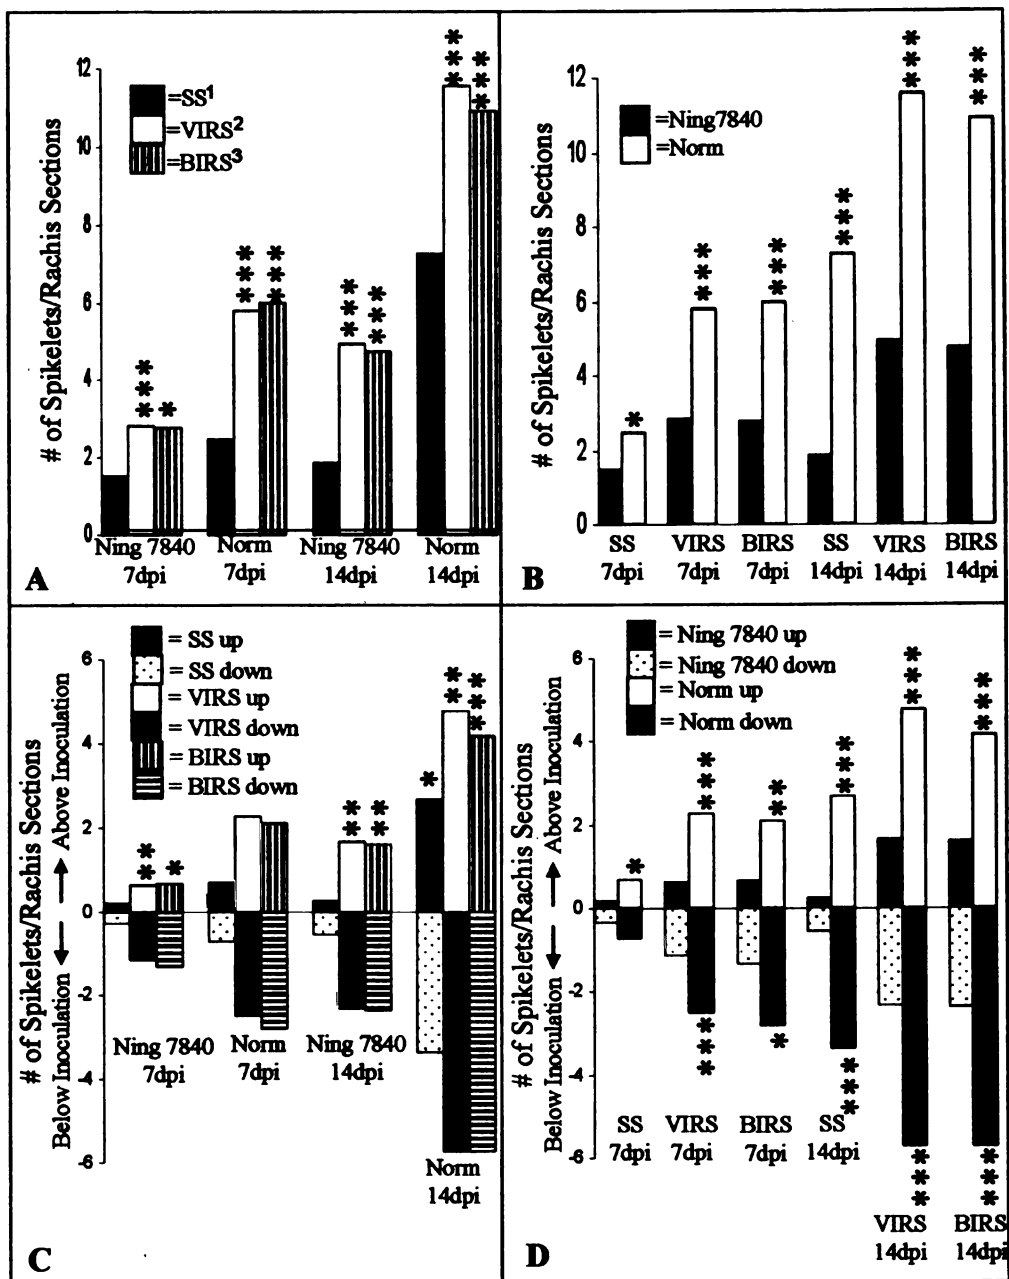 12
10
8
6
4
2
0
# of Spikelets/Rachis Sections
=SS¹
=VIRS²
=BIRS³
***
*
***
***
***
***
***
***
Ning 7840
7dpi
Norm
7dpi
Ning 7840
14dpi
Norm
14dpi
A
12
10
8
6
4
2
0
# of Spikelets/Rachis Sections
=Ning7840
=Norm
*
***
***
***
***
***
SS
7dpi
VIRS
7dpi
BIRS
7dpi
SS
14dpi
VIRS
14dpi
BIRS
14dpi
B
6
4
2
0
-2
-4
-6
# of Spikelets/Rachis Sections
Below Inoculation ← → Above Inoculation
= SS up
= SS down
= VIRS up
= VIRS down
= BIRS up
= BIRS down
**
*
**
**
*
**
***
Ning 7840
7dpi
Norm
7dpi
Ning 7840
14dpi
Norm
14dpi
C
6
4
2
0
-2
-4
-6
# of Spikelets/Rachis Sections
Below Inoculation ← → Above Inoculation
= Ning 7840 up
= Ning 7840 down
= Norm up
= Norm down
*
***
**
***
***
***
***
*
***
***
***
SS
7dpi
VIRS
7dpi
BIRS
7dpi
SS
14dpi
VIRS
14dpi
BIRS
14dpi
D